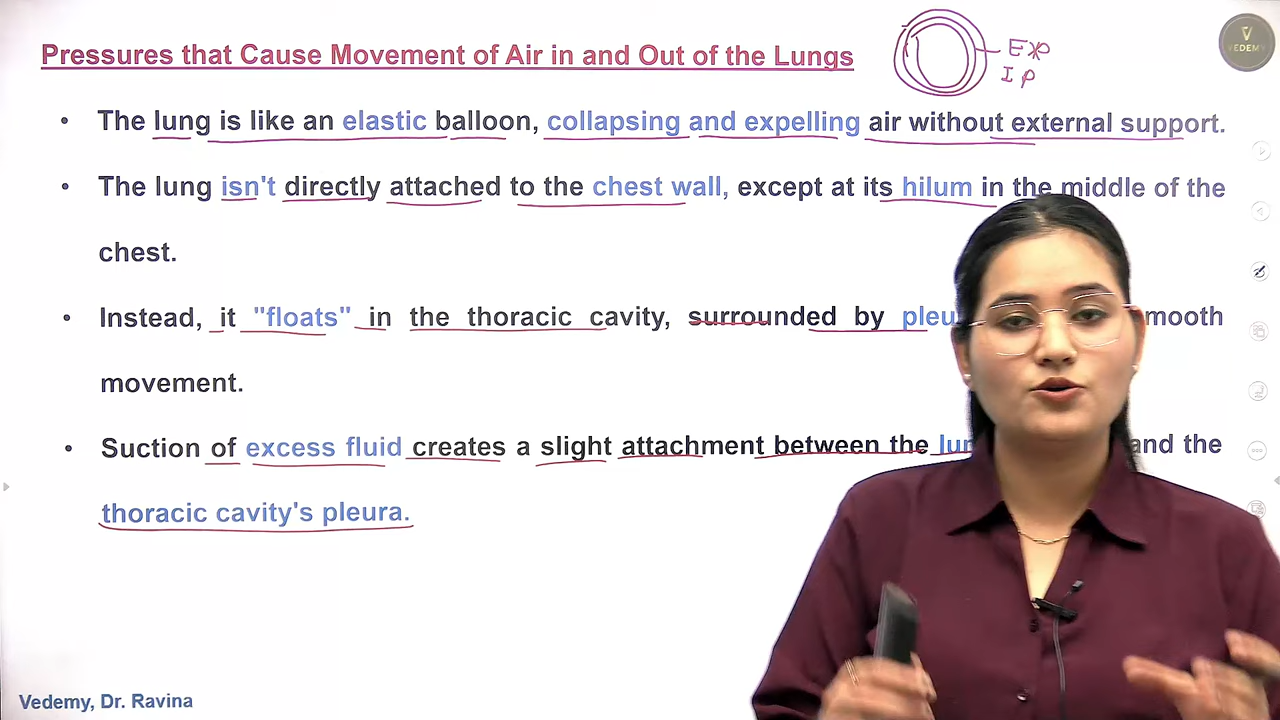 Pressures that Cause Movement of Air in and Out of the Lungs
EXP
IP
VEDEMY
• The lung is like an elastic balloon, collapsing and expelling air without external support.
• The lung isn't directly attached to the chest wall, except at its hilum in the middle of the
chest.
• Instead, it "floats" in the thoracic cavity, surrounded by
movement.
• Suction of excess fluid creates a slight attachment between the and the
thoracic cavity's pleura.
Vedemy, Dr. Ravina